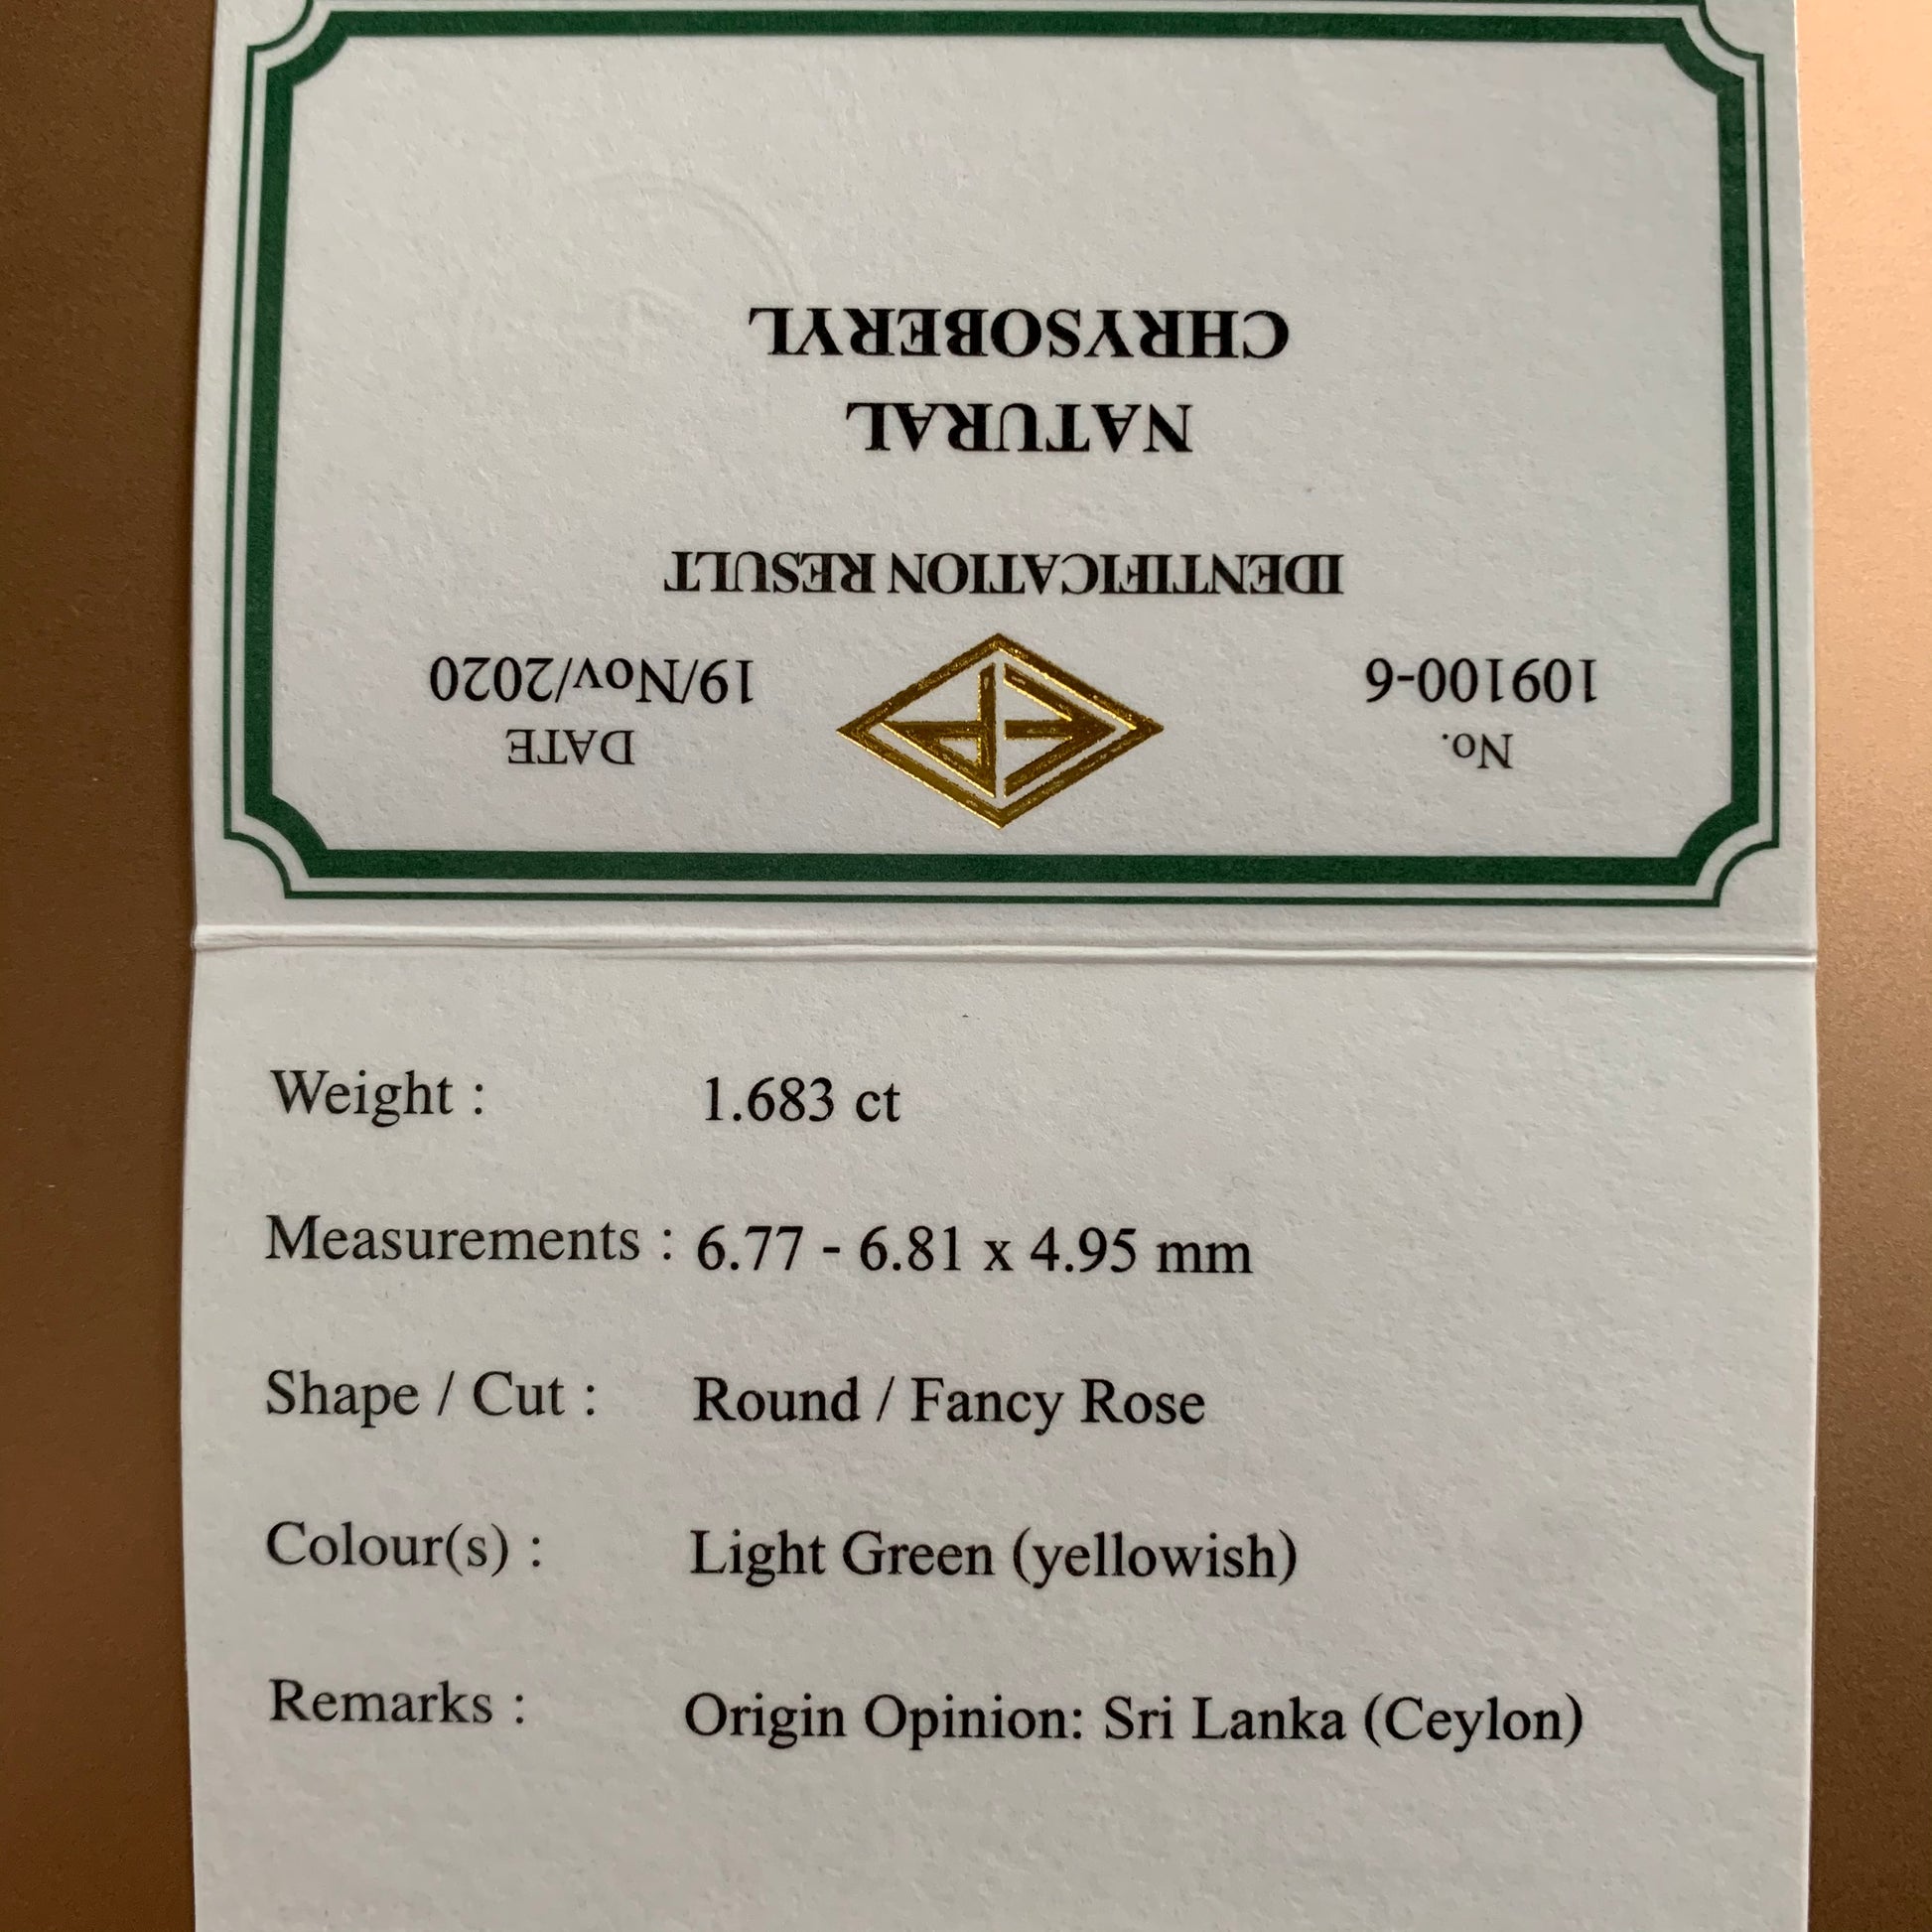 No.
109100-6
DATE
19/Nov/2020
IDENTIFICATION RESULT
NATURAL
CHRYSOBERYL
Weight : 1.683 ct
Measurements : 6.77 - 6.81 x 4.95 mm
Shape / Cut : Round / Fancy Rose
Colour(s) : Light Green (yellowish)
Remarks : Origin Opinion: Sri Lanka (Ceylon)